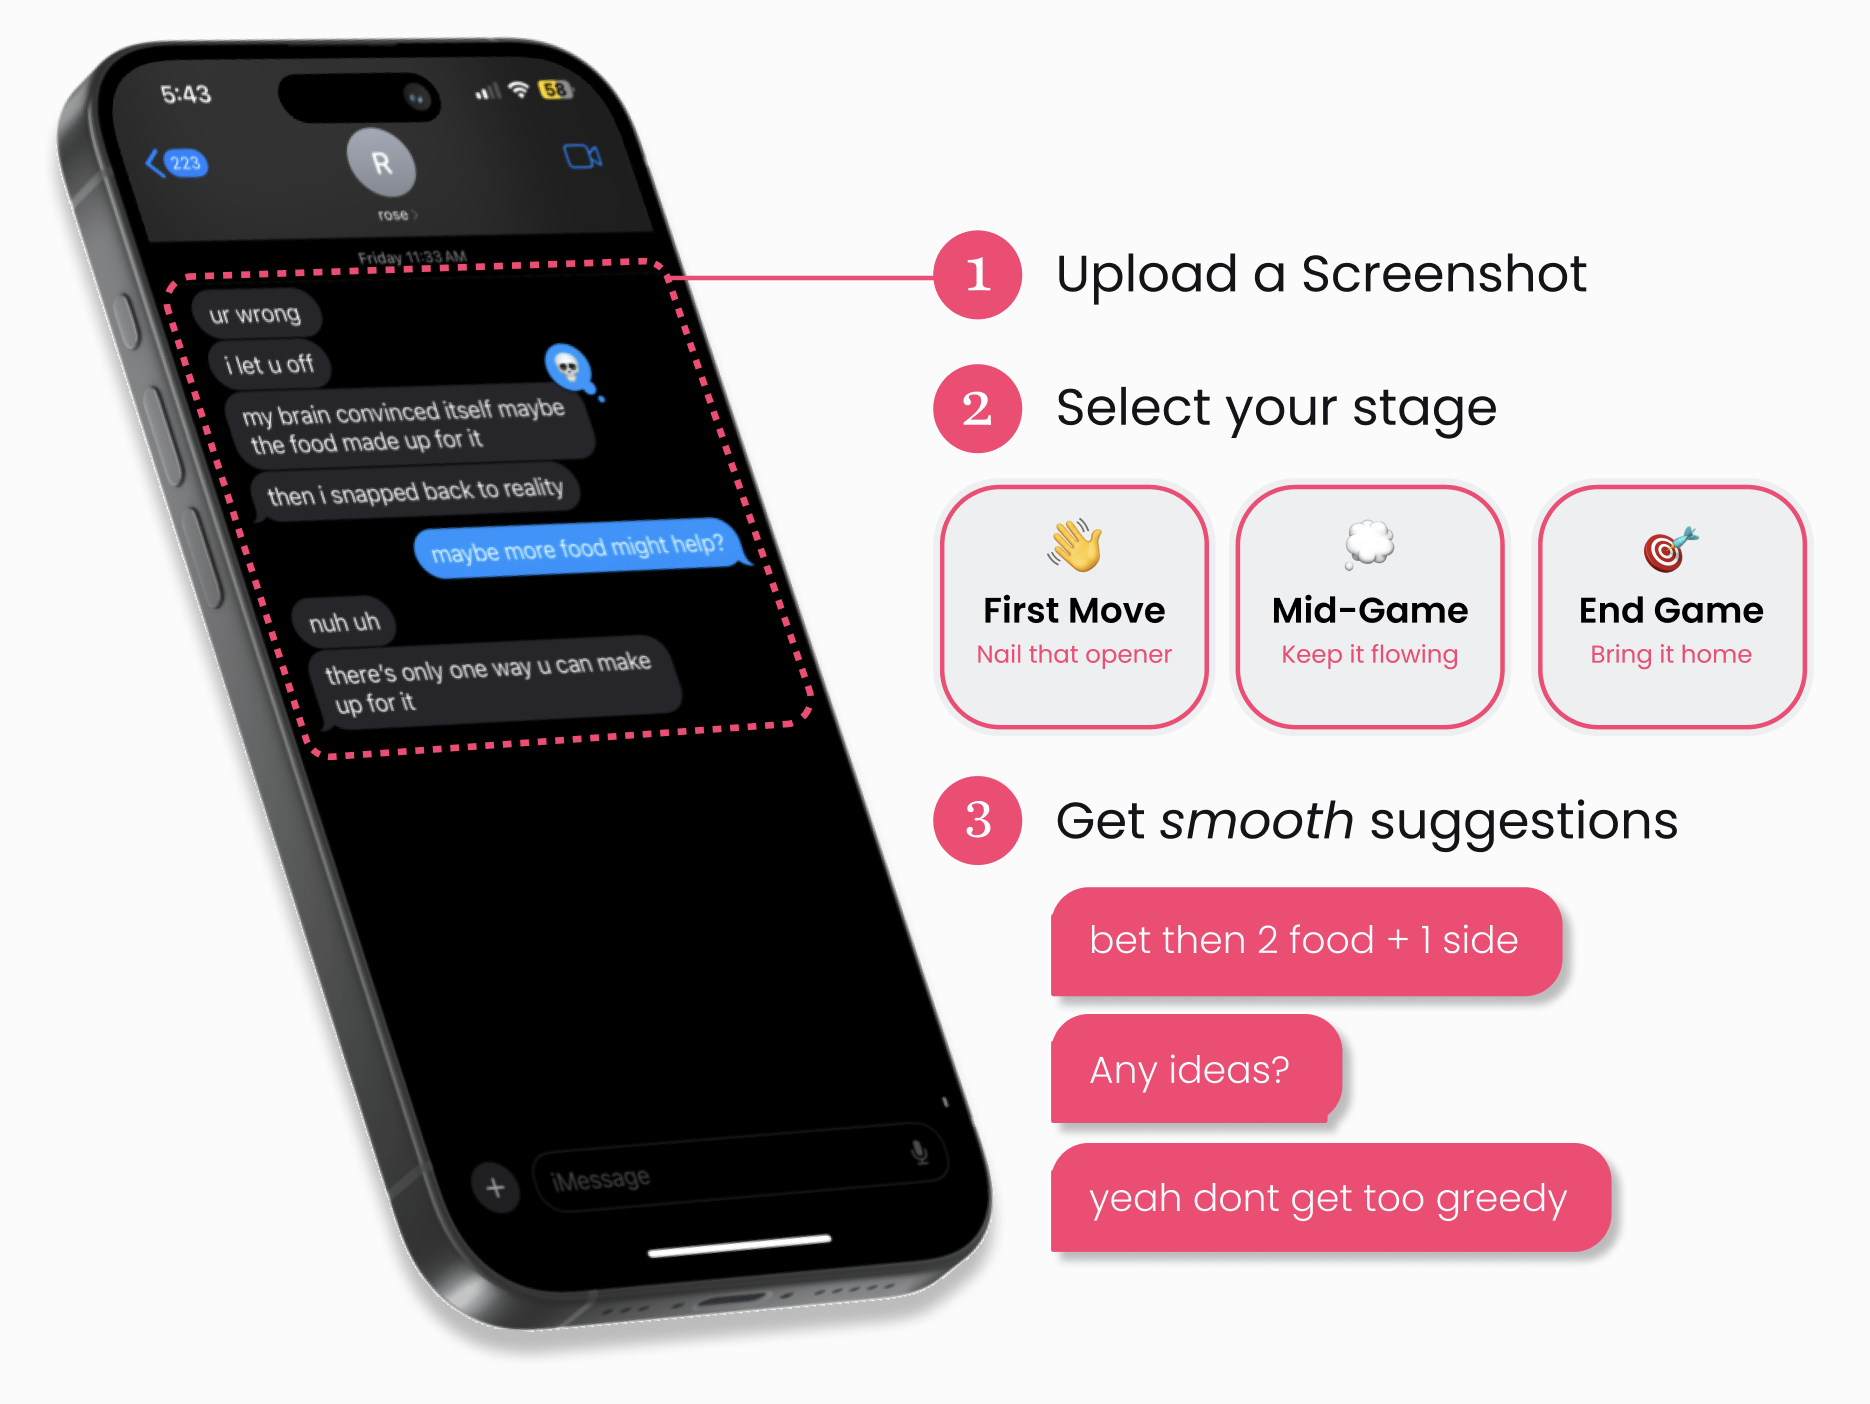 5:43
58
223
R
rose
Friday 11:33 AM
ur wrong
i let u off
my brain convinced itself maybe
the food made up for it
then i snapped back to reality
maybe more food might help?
nuh uh
there's only one way u can make
up for it
iMessage
1 Upload a Screenshot
2 Select your stage
First Move
Nail that opener
Mid-Game
Keep it flowing
End Game
Bring it home
3 Get smooth suggestions
bet then 2 food + 1 side
Any ideas?
yeah dont get too greedy